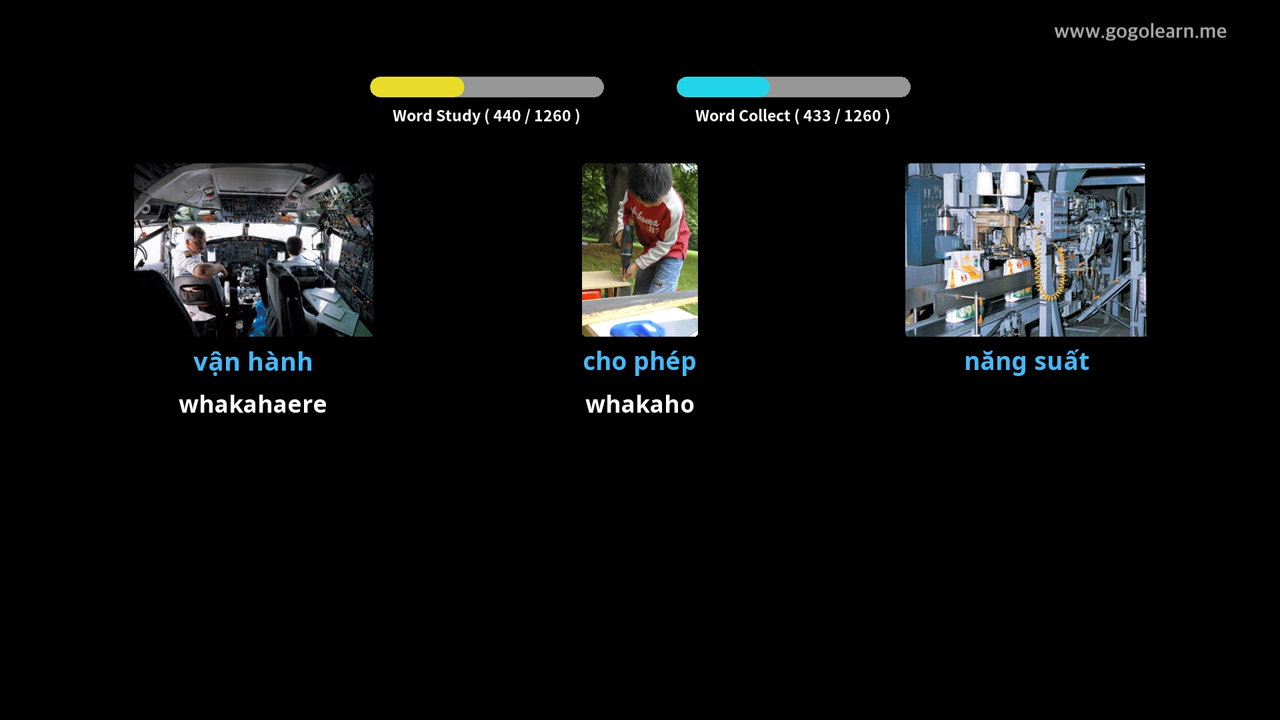 www.gogolearn.me
Word Study ( 440 / 1260 )
Word Collect ( 433 / 1260 )
vận hành
cho phép
năng suất
whakahaere
whakaho